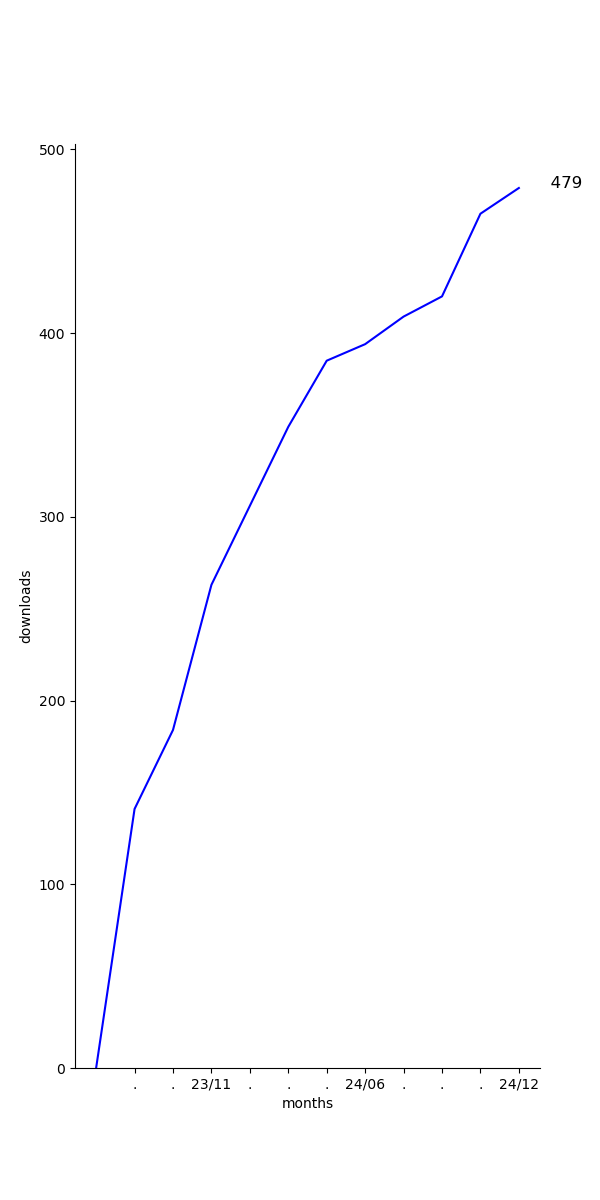 500
479
400
300
downloads
200
100
0
. . 23/11 . . . 24/06 . . . 24/12
months